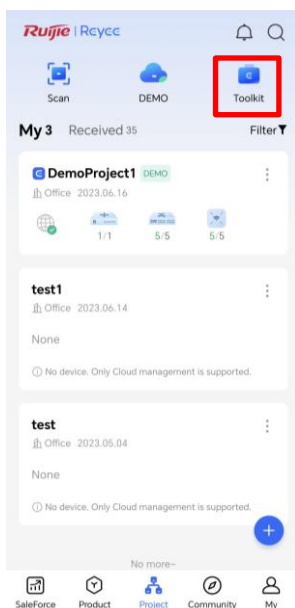 Ruijie | Reyee
Scan DEMO Toolkit
My 3 Received 35 Filter▼
DemoProject1 DEMO
Office 2023.06.16
1/1 5/5 5/5
test1
Office 2023.06.14
None
No device. Only Cloud management is supported.
test
Office 2023.05.04
None
No device. Only Cloud management is supported.
No more~
SaleForce Product Project Community My